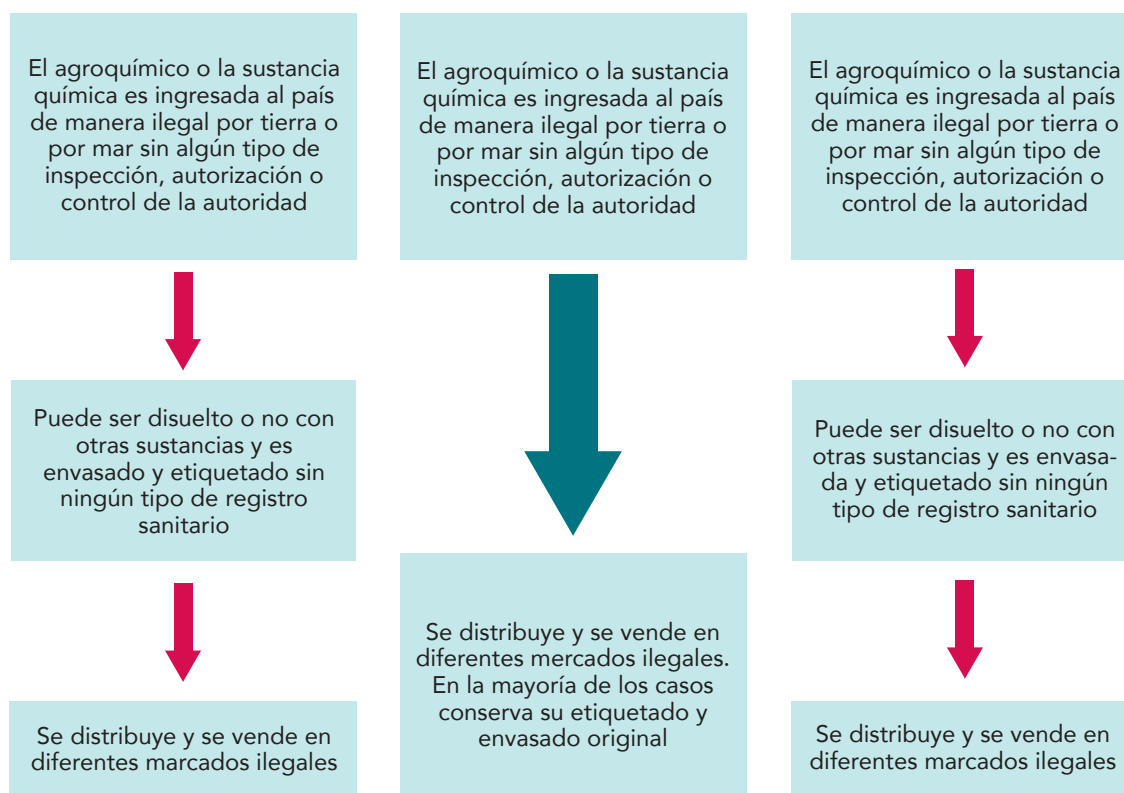 El agroquímico o la sustancia
química es ingresada al país
de manera ilegal por tierra o
por mar sin algún tipo de
inspección, autorización o
control de la autoridad
Puede ser disuelto o no con
otras sustancias y es
envasado y etiquetado sin
ningún tipo de registro
sanitario
Se distribuye y se vende en
diferentes marcados ilegales
El agroquímico o la sustancia
química es ingresada al país
de manera ilegal por tierra o
por mar sin algún tipo de
inspección, autorización o
control de la autoridad
Se distribuye y se vende en
diferentes mercados ilegales.
En la mayoría de los casos
conserva su etiquetado y
envasado original
El agroquímico o la sustancia
química es ingresada al país
de manera ilegal por tierra o
por mar sin algún tipo de
inspección, autorización o
control de la autoridad
Puede ser disuelto o no con
otras sustancias y es envasa-
da y etiquetado sin ningún
tipo de registro sanitario
Se distribuye y se vende en
diferentes marcados ilegales